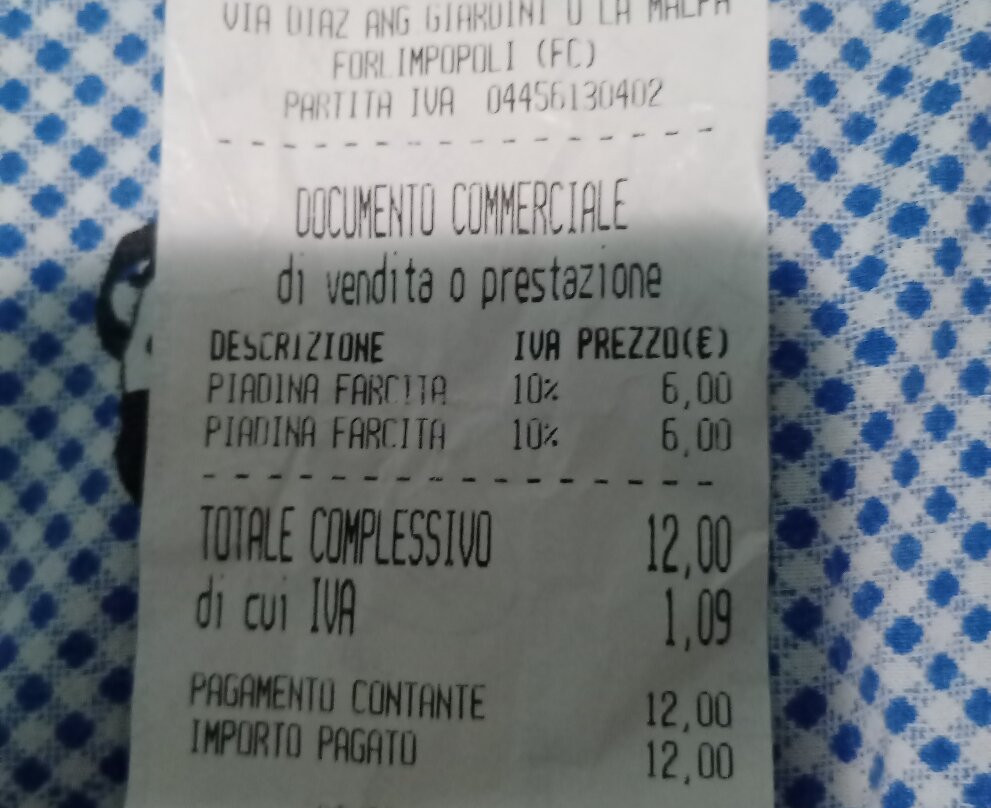 VIA DIAZ ANG GIARDINI U LA MALFA
FORLIMPOPOLI (FC)
PARTITA IVA 04456130402
- - - - - - - - - - - - - - - -
DOCUMENTO COMMERCIALE
di vendita o prestazione
DESCRIZIONE IVA PREZZO(€)
PIADINA FARCITA 10% 6,00
PIADINA FARCITA 10% 6,00
- - - - - - - - - - - - - - - -
TOTALE COMPLESSIVO 12,00
di cui IVA 1,09
PAGAMENTO CONTANTE 12,00
IMPORTO PAGATO 12,00